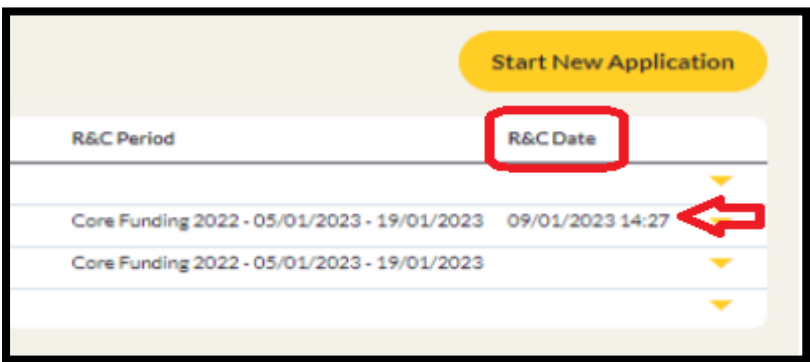 Start New Application
R&C Period R&C Date
Core Funding 2022 - 05/01/2023 - 19/01/2023 09/01/2023 14:27
Core Funding 2022 - 05/01/2023 - 19/01/2023